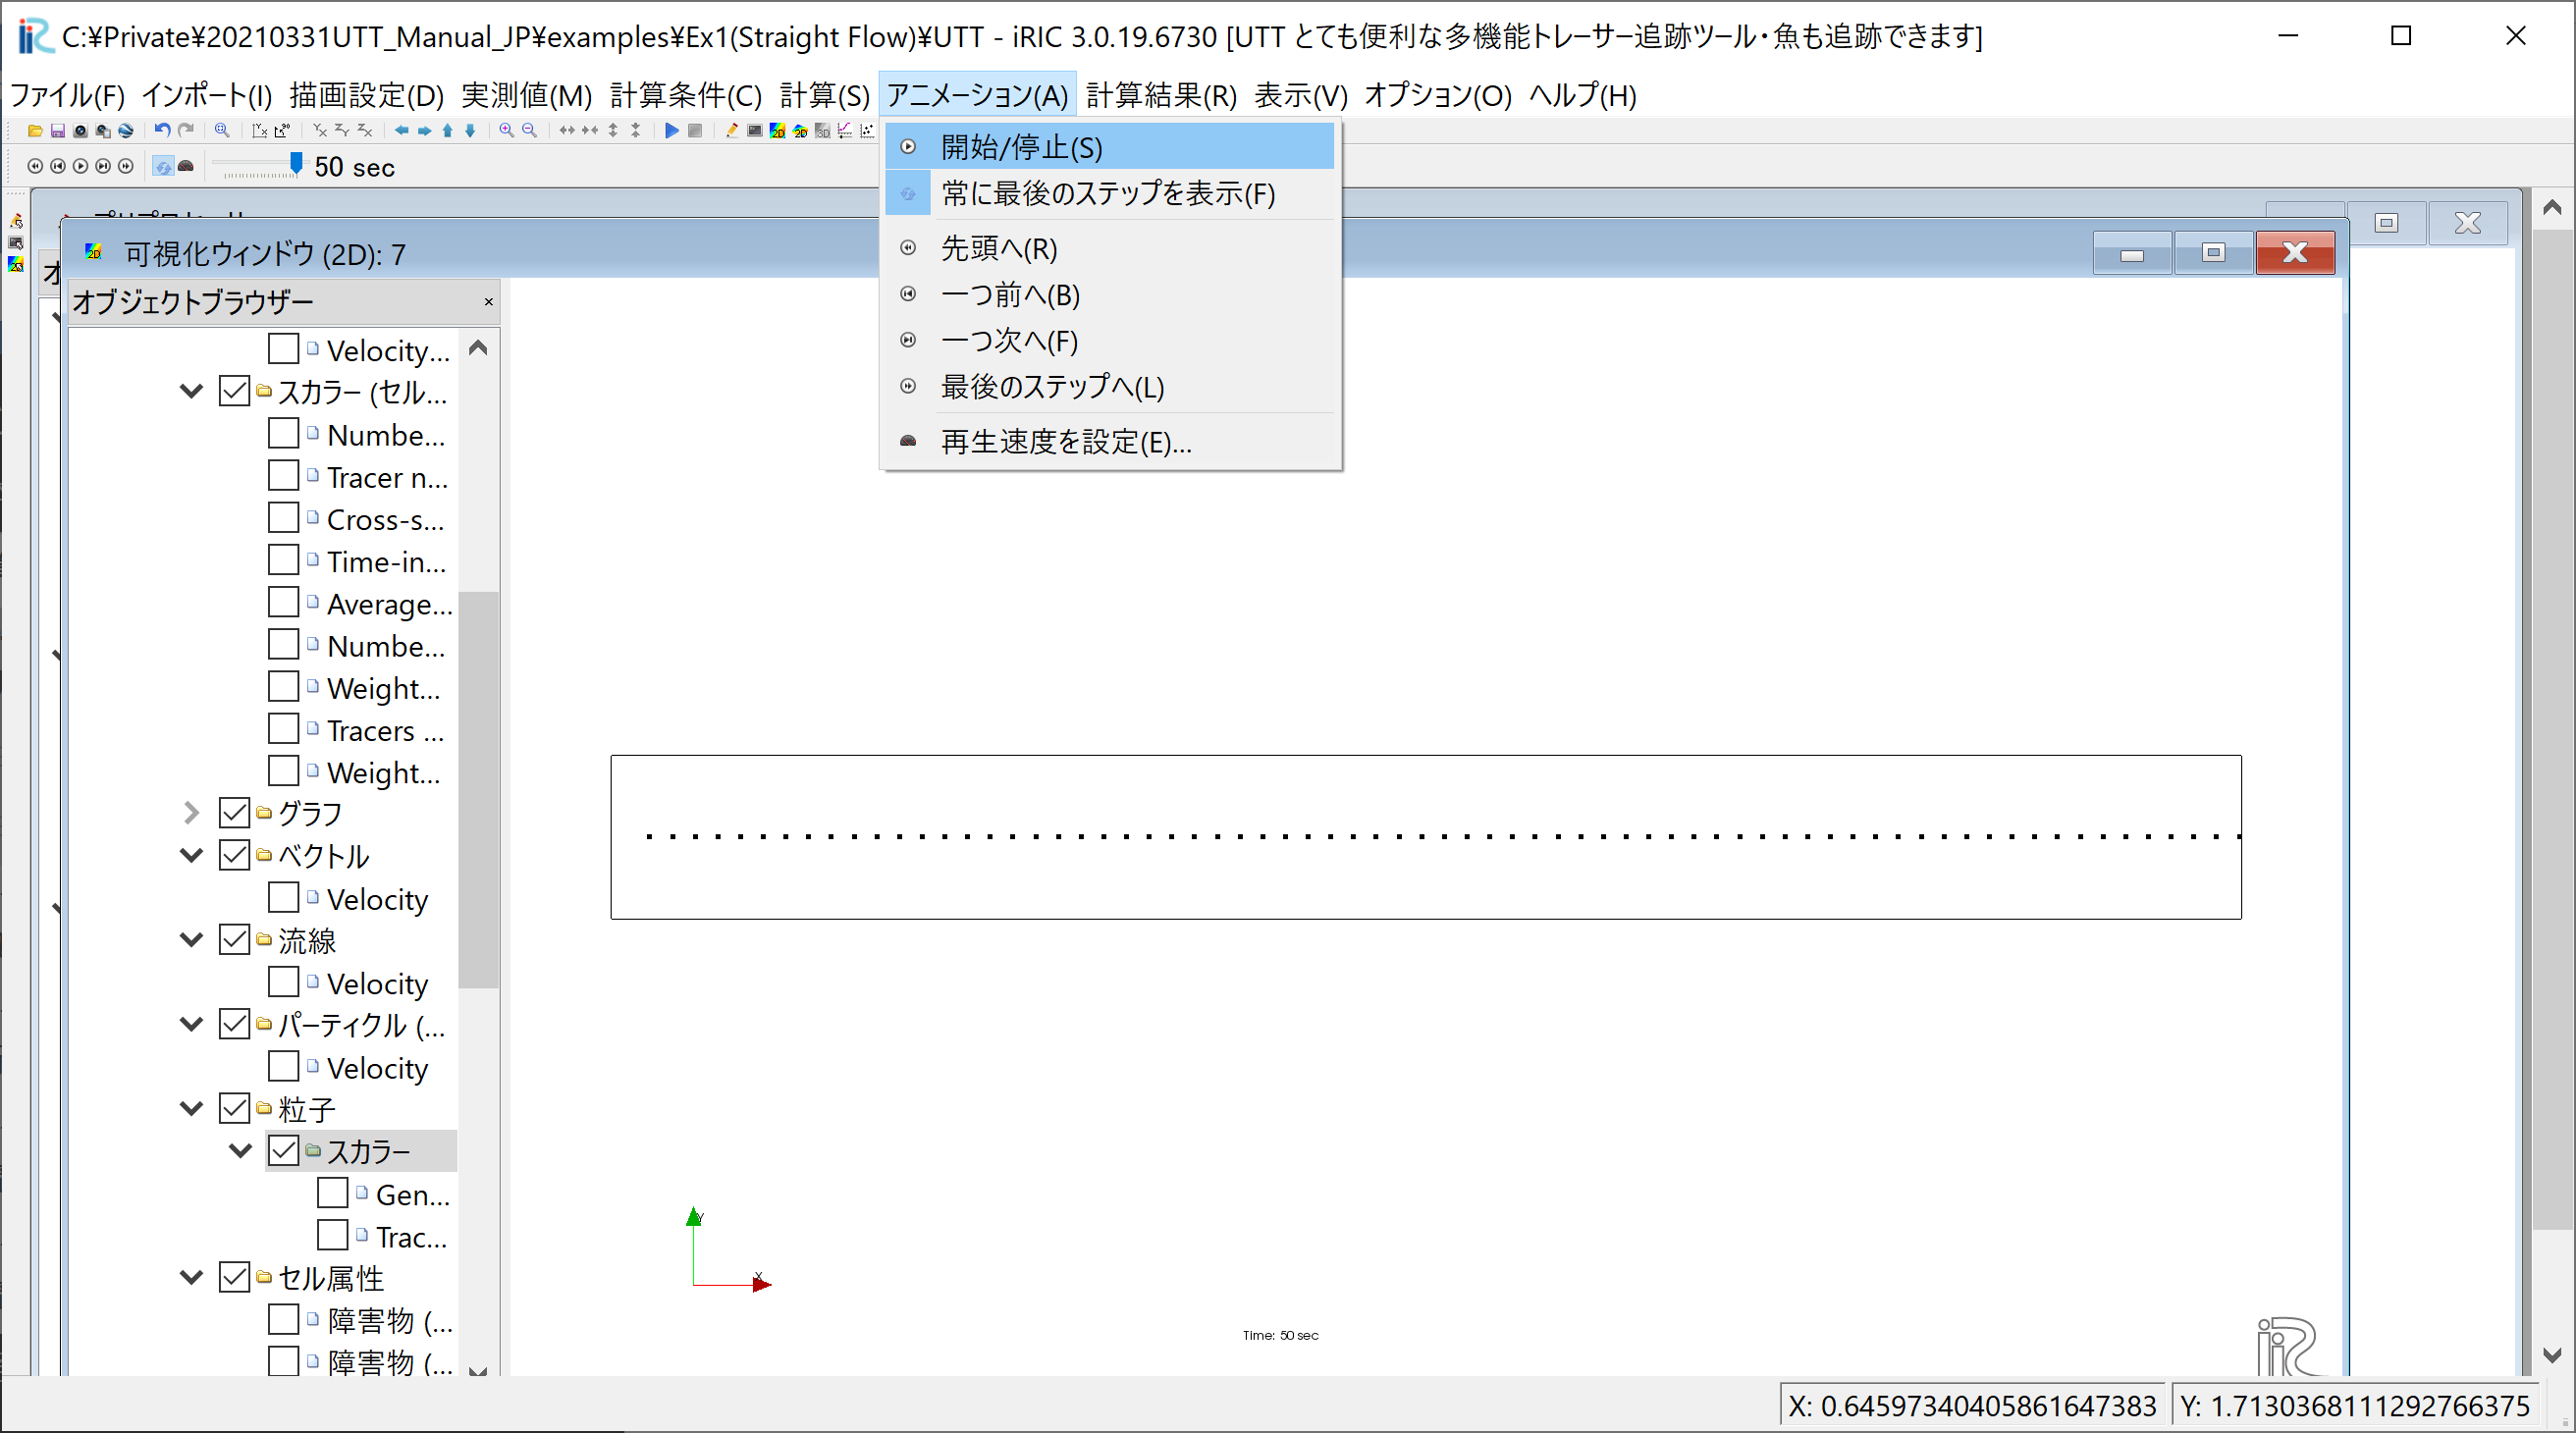 C:¥Private¥20210331UTT_Manual_JP¥examples¥Ex1(Straight Flow)¥UTT - iRIC 3.0.19.6730 [UTT とても便利な多機能トレーサー追跡ツール・魚も追跡できます]
ファイル(F) インポート(I) 描画設定(D) 実測値(M) 計算条件(C) 計算(S) アニメーション(A) 計算結果(R) 表示(V) オプション(O) ヘルプ(H)
50 sec
開始/停止(S)
常に最後のステップを表示(F)
先頭へ(R)
一つ前へ(B)
一つ次へ(F)
最後のステップへ(L)
再生速度を設定(E)...
可視化ウィンドウ (2D): 7
オブジェクトブラウザー
Velocity...
スカラー (セル...
Numbe...
Tracer n...
Cross-s...
Time-in...
Average...
Numbe...
Weight...
Tracers ...
Weight...
グラフ
ベクトル
Velocity
流線
Velocity
パーティクル (...
Velocity
粒子
スカラー
Gen...
Trac...
セル属性
障害物 (...
障害物 (...
Y
X
Time: 50 sec
iRIC
X: 0.64597340405861647383
Y: 1.7130368111292766375